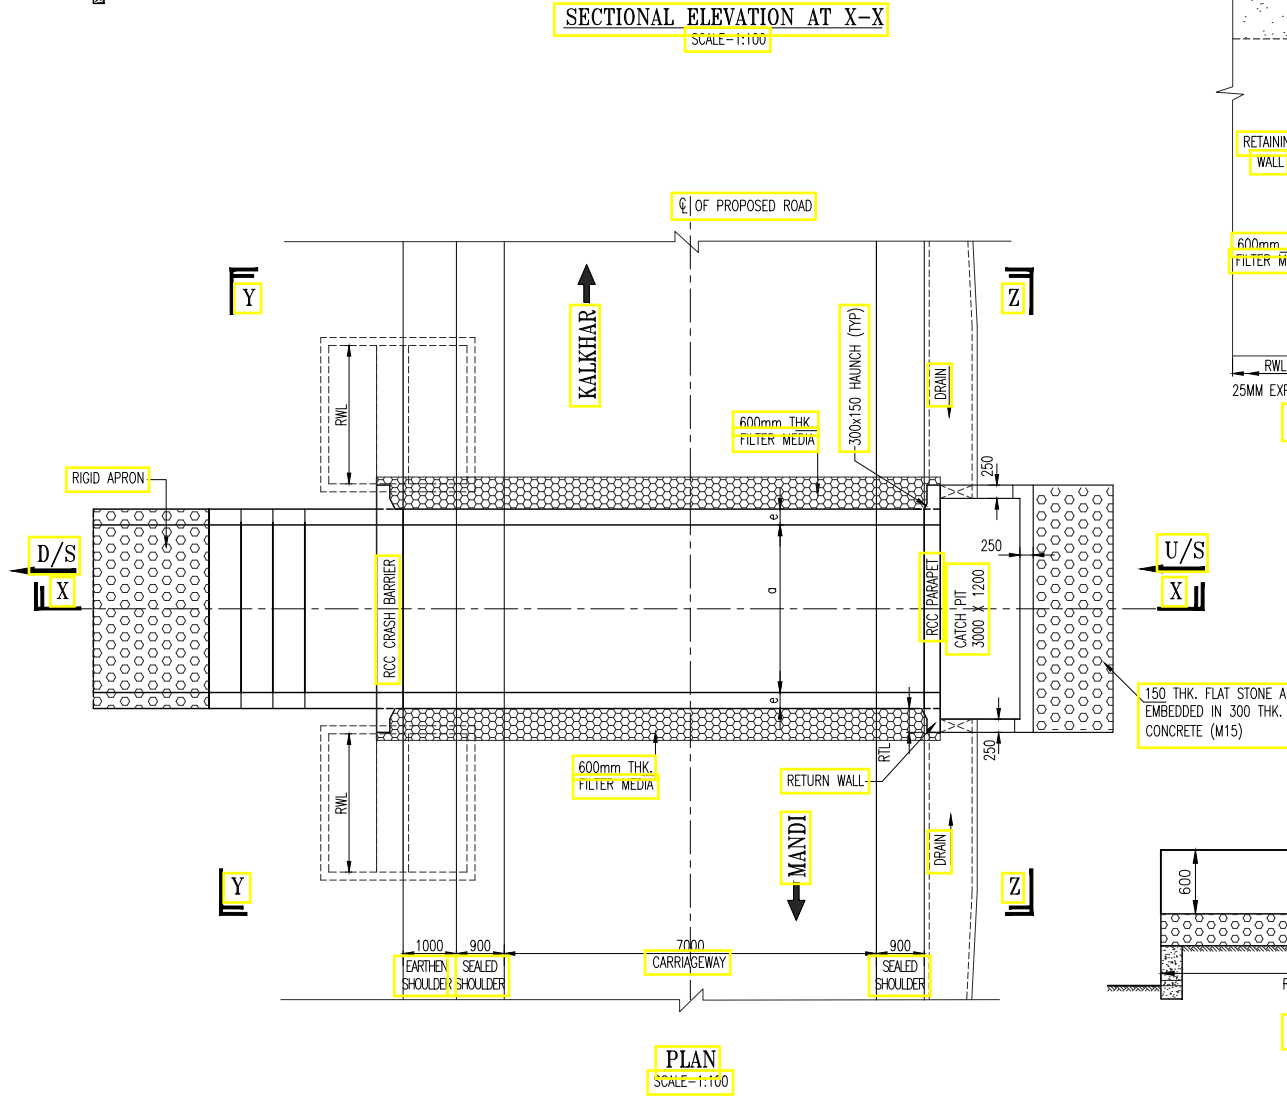 SECTIONAL ELEVATION AT X-X
SCALE-1:100
RETAININ
WALL
℄ OF PROPOSED ROAD
600mm
FILTER M
Y
Z
KALKHAR
300x150 HAUNCH (TYP)
RWL
DRAIN
RWL
25MM EXP
600mm THK.
FILTER MEDIA
RIGID APRON
250
e
D/S
X
RCC CRASH BARRIER
a
RCC PARAPET
CATCH PIT
3000 X 1200
250
U/S
X
e
150 THK. FLAT STONE A
EMBEDDED IN 300 THK.
CONCRETE (M15)
RTL
250
600mm THK.
FILTER MEDIA
RETURN WALL
RWL
MANDI
DRAIN
Y
Z
600
1000
900
7000
900
EARTHEN
SHOULDER
SEALED
SHOULDER
CARRIAGEWAY
SEALED
SHOULDER
PLAN
SCALE-1:100